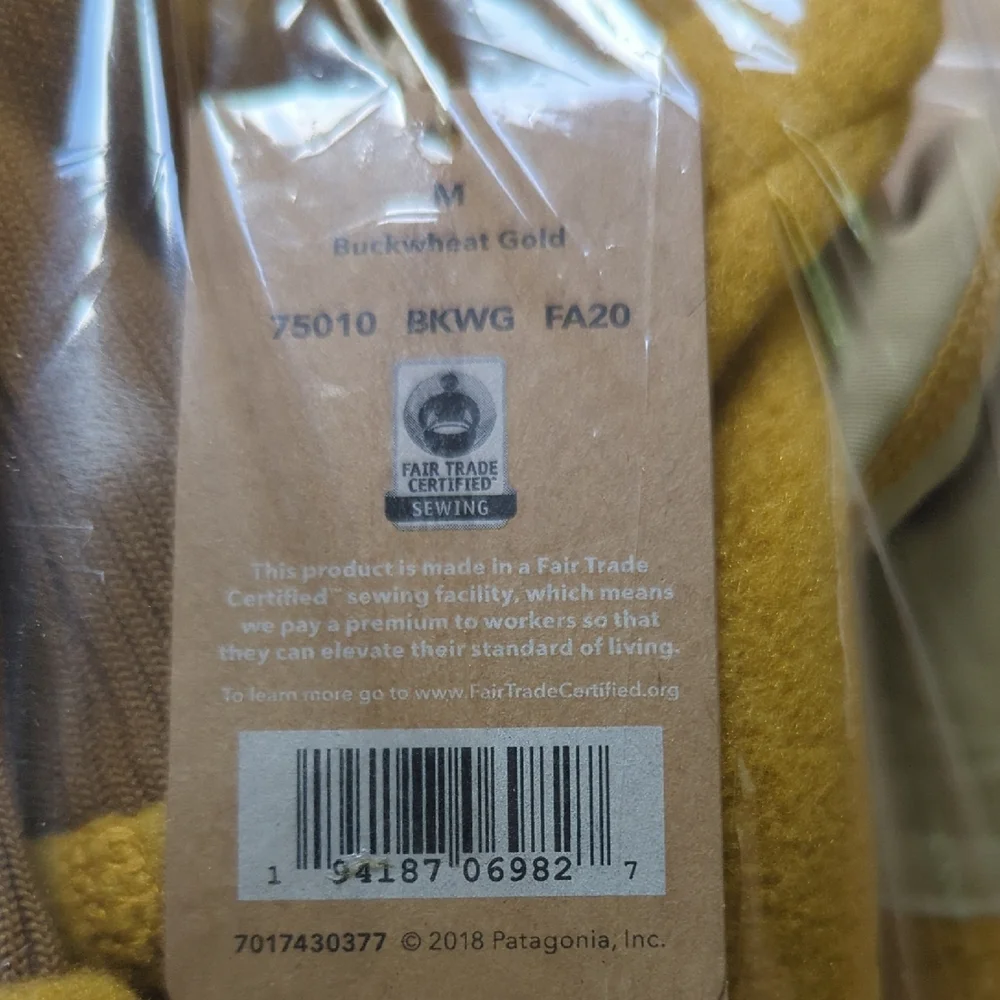 M
Buckwheat Gold
75010 BKWG FA20
FAIR TRADE
CERTIFIED™
SEWING
This product is made in a Fair Trade
Certified™ sewing facility, which means
we pay a premium to workers so that
they can elevate their standard of living.
To learn more go to www.FairTradeCertified.org
1 94187 06982 7
7017430377 © 2018 Patagonia, Inc.